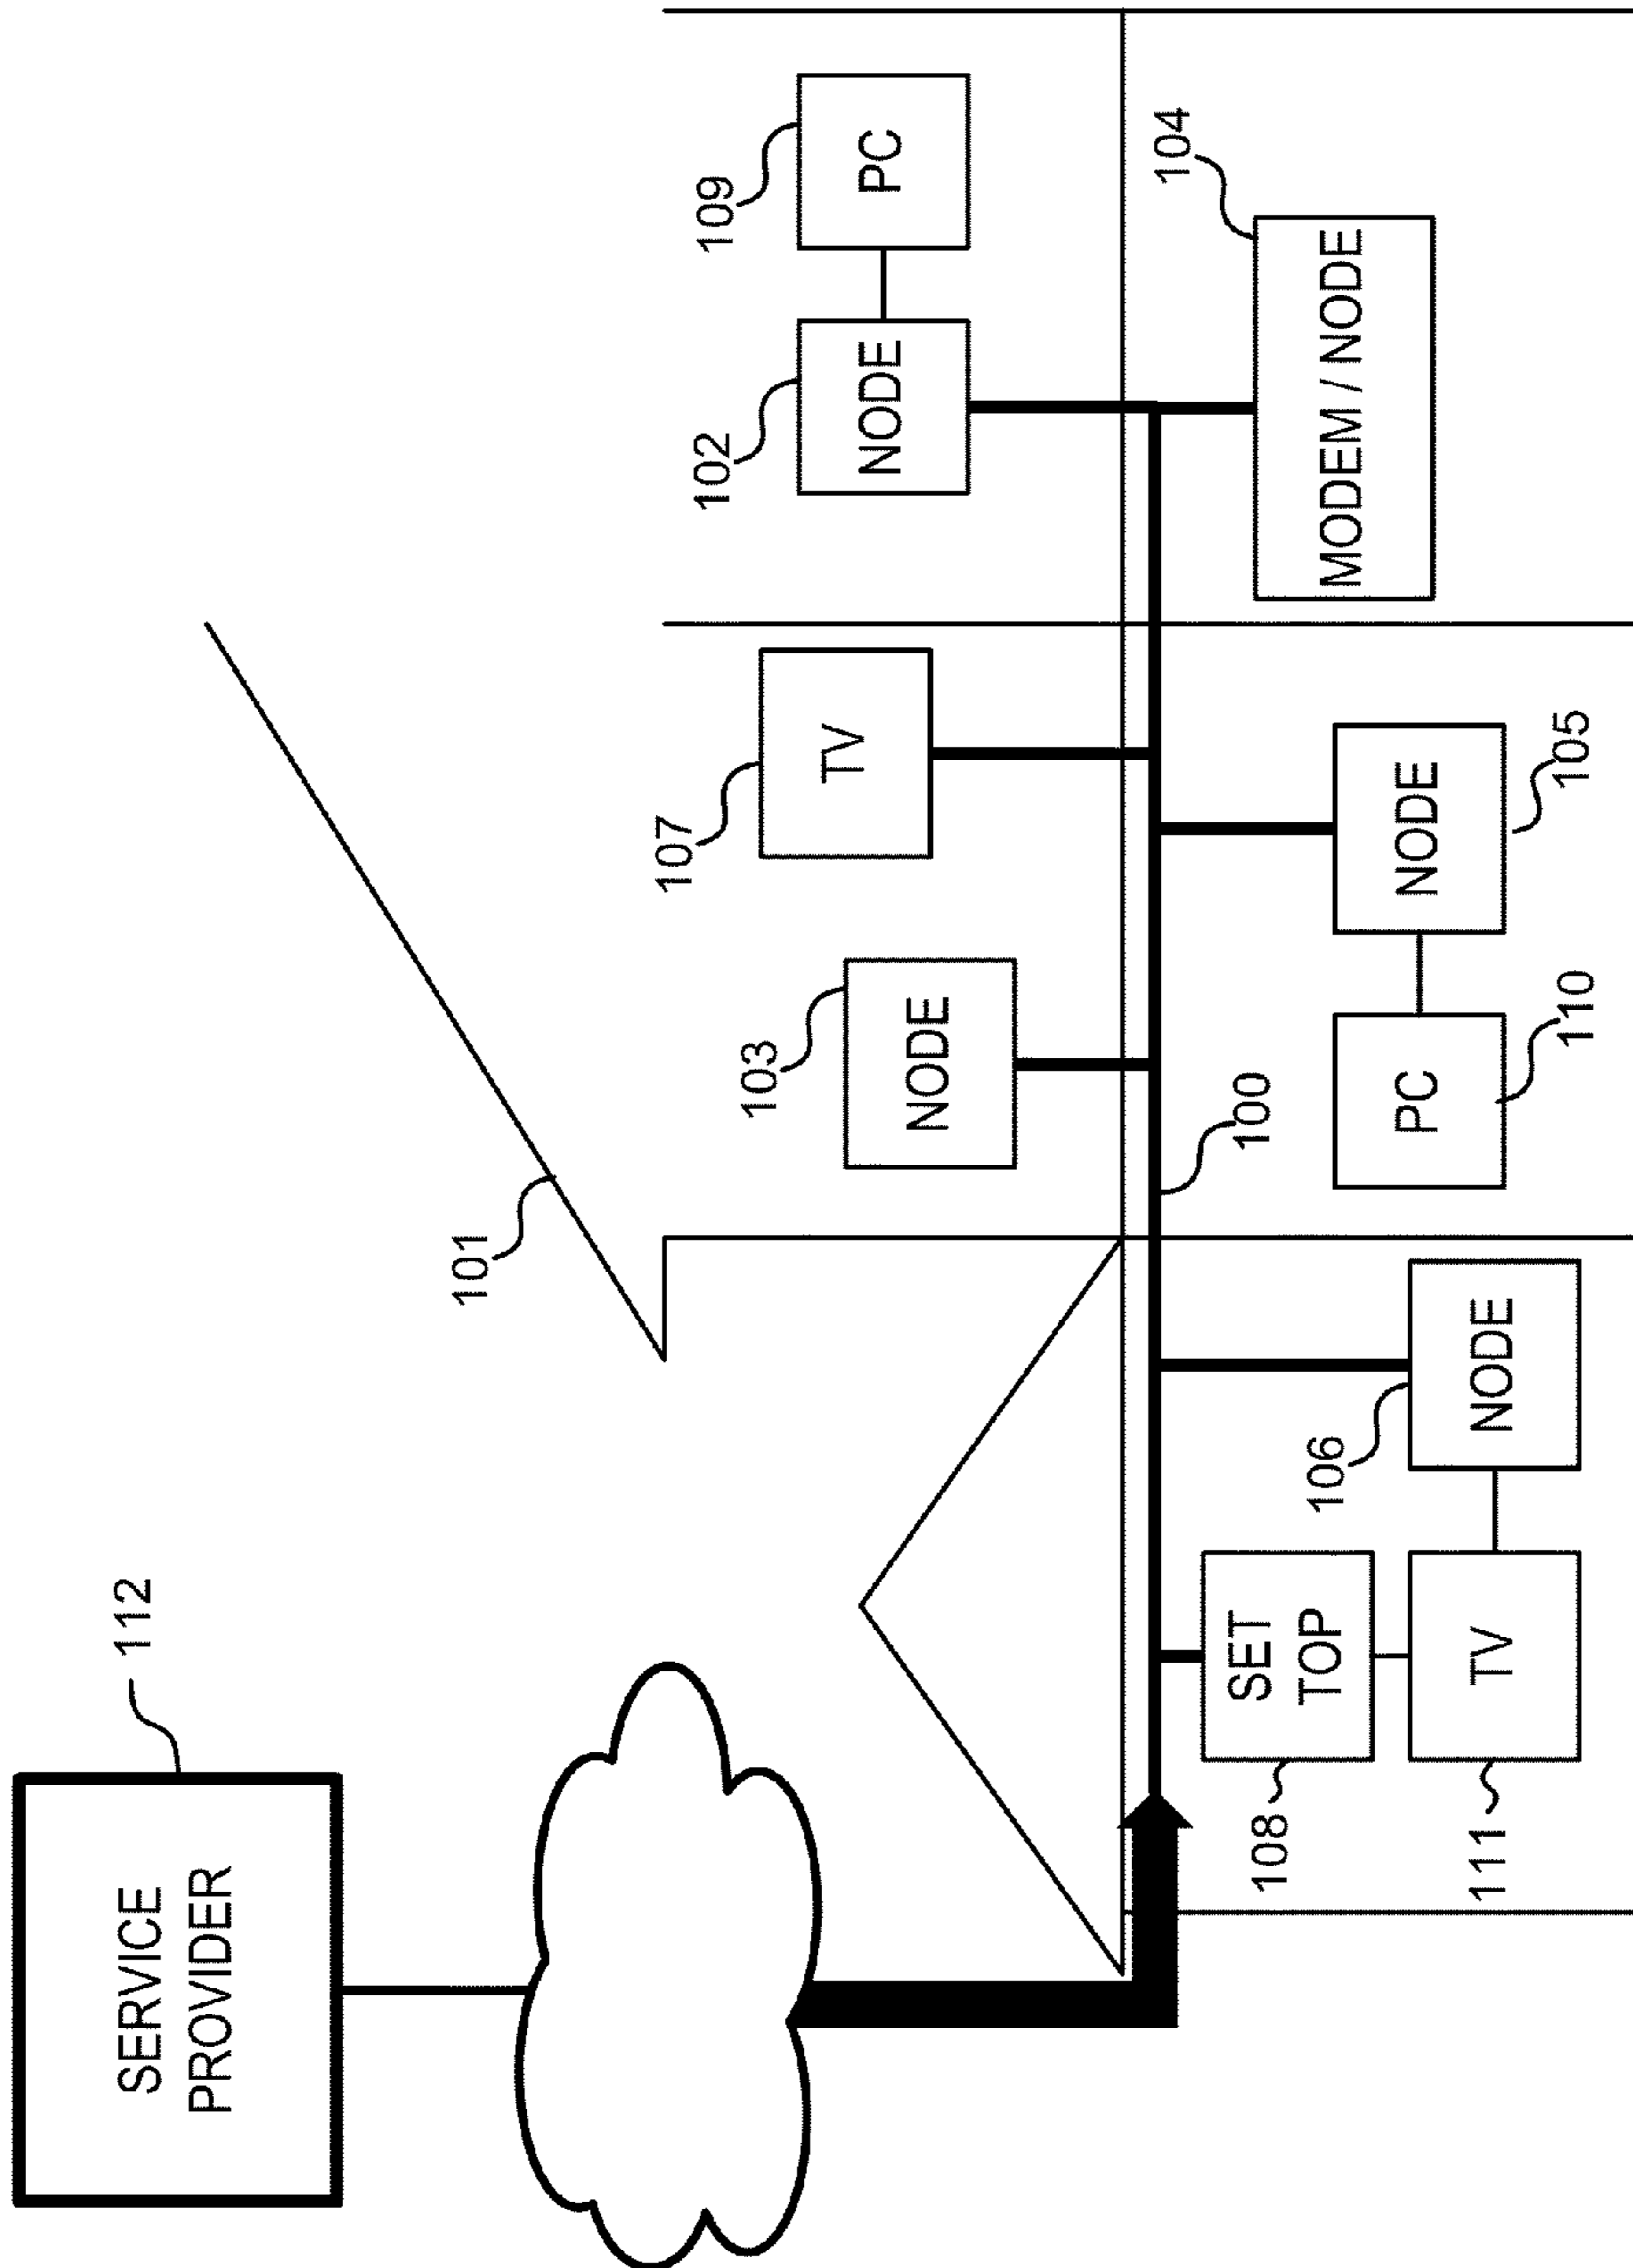 SERVICE
PROVIDER
112
101
107
102
109
103
TV
NODE
PC
NODE
104
100
108
SET
TOP
106
MODEM / NODE
PC
NODE
111
TV
NODE
110
105